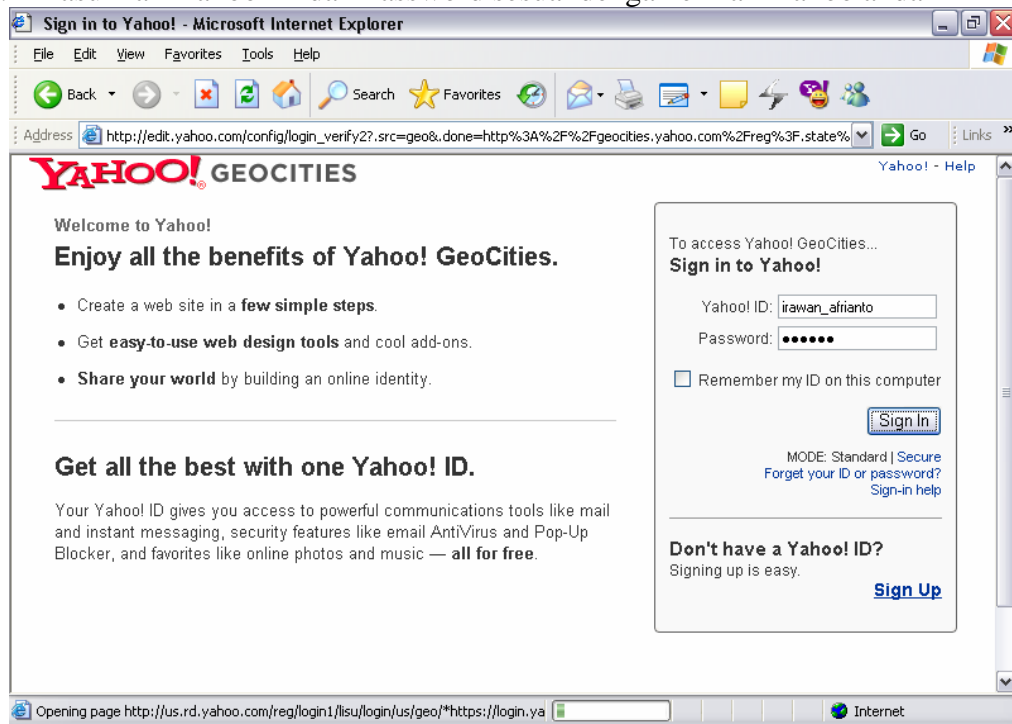 Sign in to Yahoo! - Microsoft Internet Explorer
File Edit View Favorites Tools Help
Back Search Favorites
Address http://edit.yahoo.com/config/login_verify2?.src=geo&.done=http%3A%2F%2Fgeocities.yahoo.com%2Freg%3F.state% Go Links »
YAHOO! GEOCITIES
Yahoo! - Help
Welcome to Yahoo!
Enjoy all the benefits of Yahoo! GeoCities.
• Create a web site in a few simple steps.
• Get easy-to-use web design tools and cool add-ons.
• Share your world by building an online identity.
Get all the best with one Yahoo! ID.
Your Yahoo! ID gives you access to powerful communications tools like mail
and instant messaging, security features like email AntiVirus and Pop-Up
Blocker, and favorites like online photos and music — all for free.
To access Yahoo! GeoCities...
Sign in to Yahoo!
Yahoo! ID: irawan_afrianto
Password: ••••••
Remember my ID on this computer
Sign In
MODE: Standard | Secure
Forget your ID or password?
Sign-in help
Don't have a Yahoo! ID?
Signing up is easy.
Sign Up
Opening page http://us.rd.yahoo.com/reg/login1/lisu/login/us/geo/*https://login.ya Internet